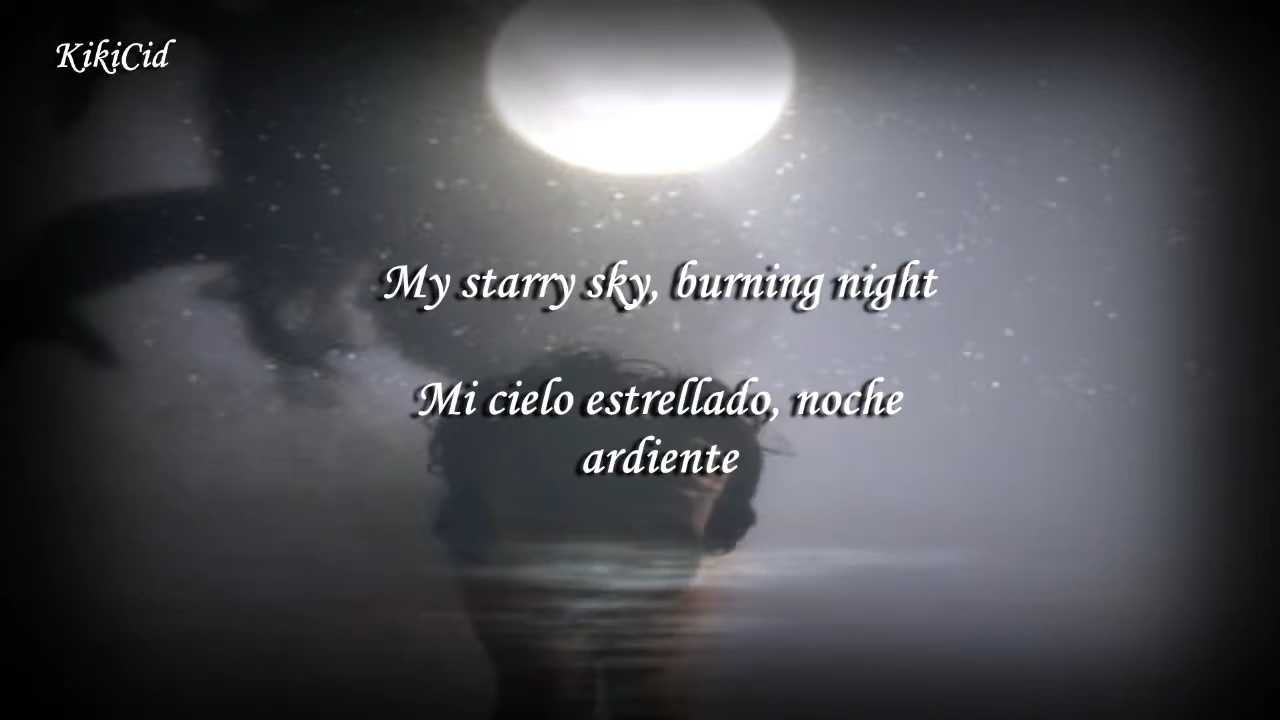 KikiCid
My starry sky, burning night
Mi cielo estrellado, noche
ardiente